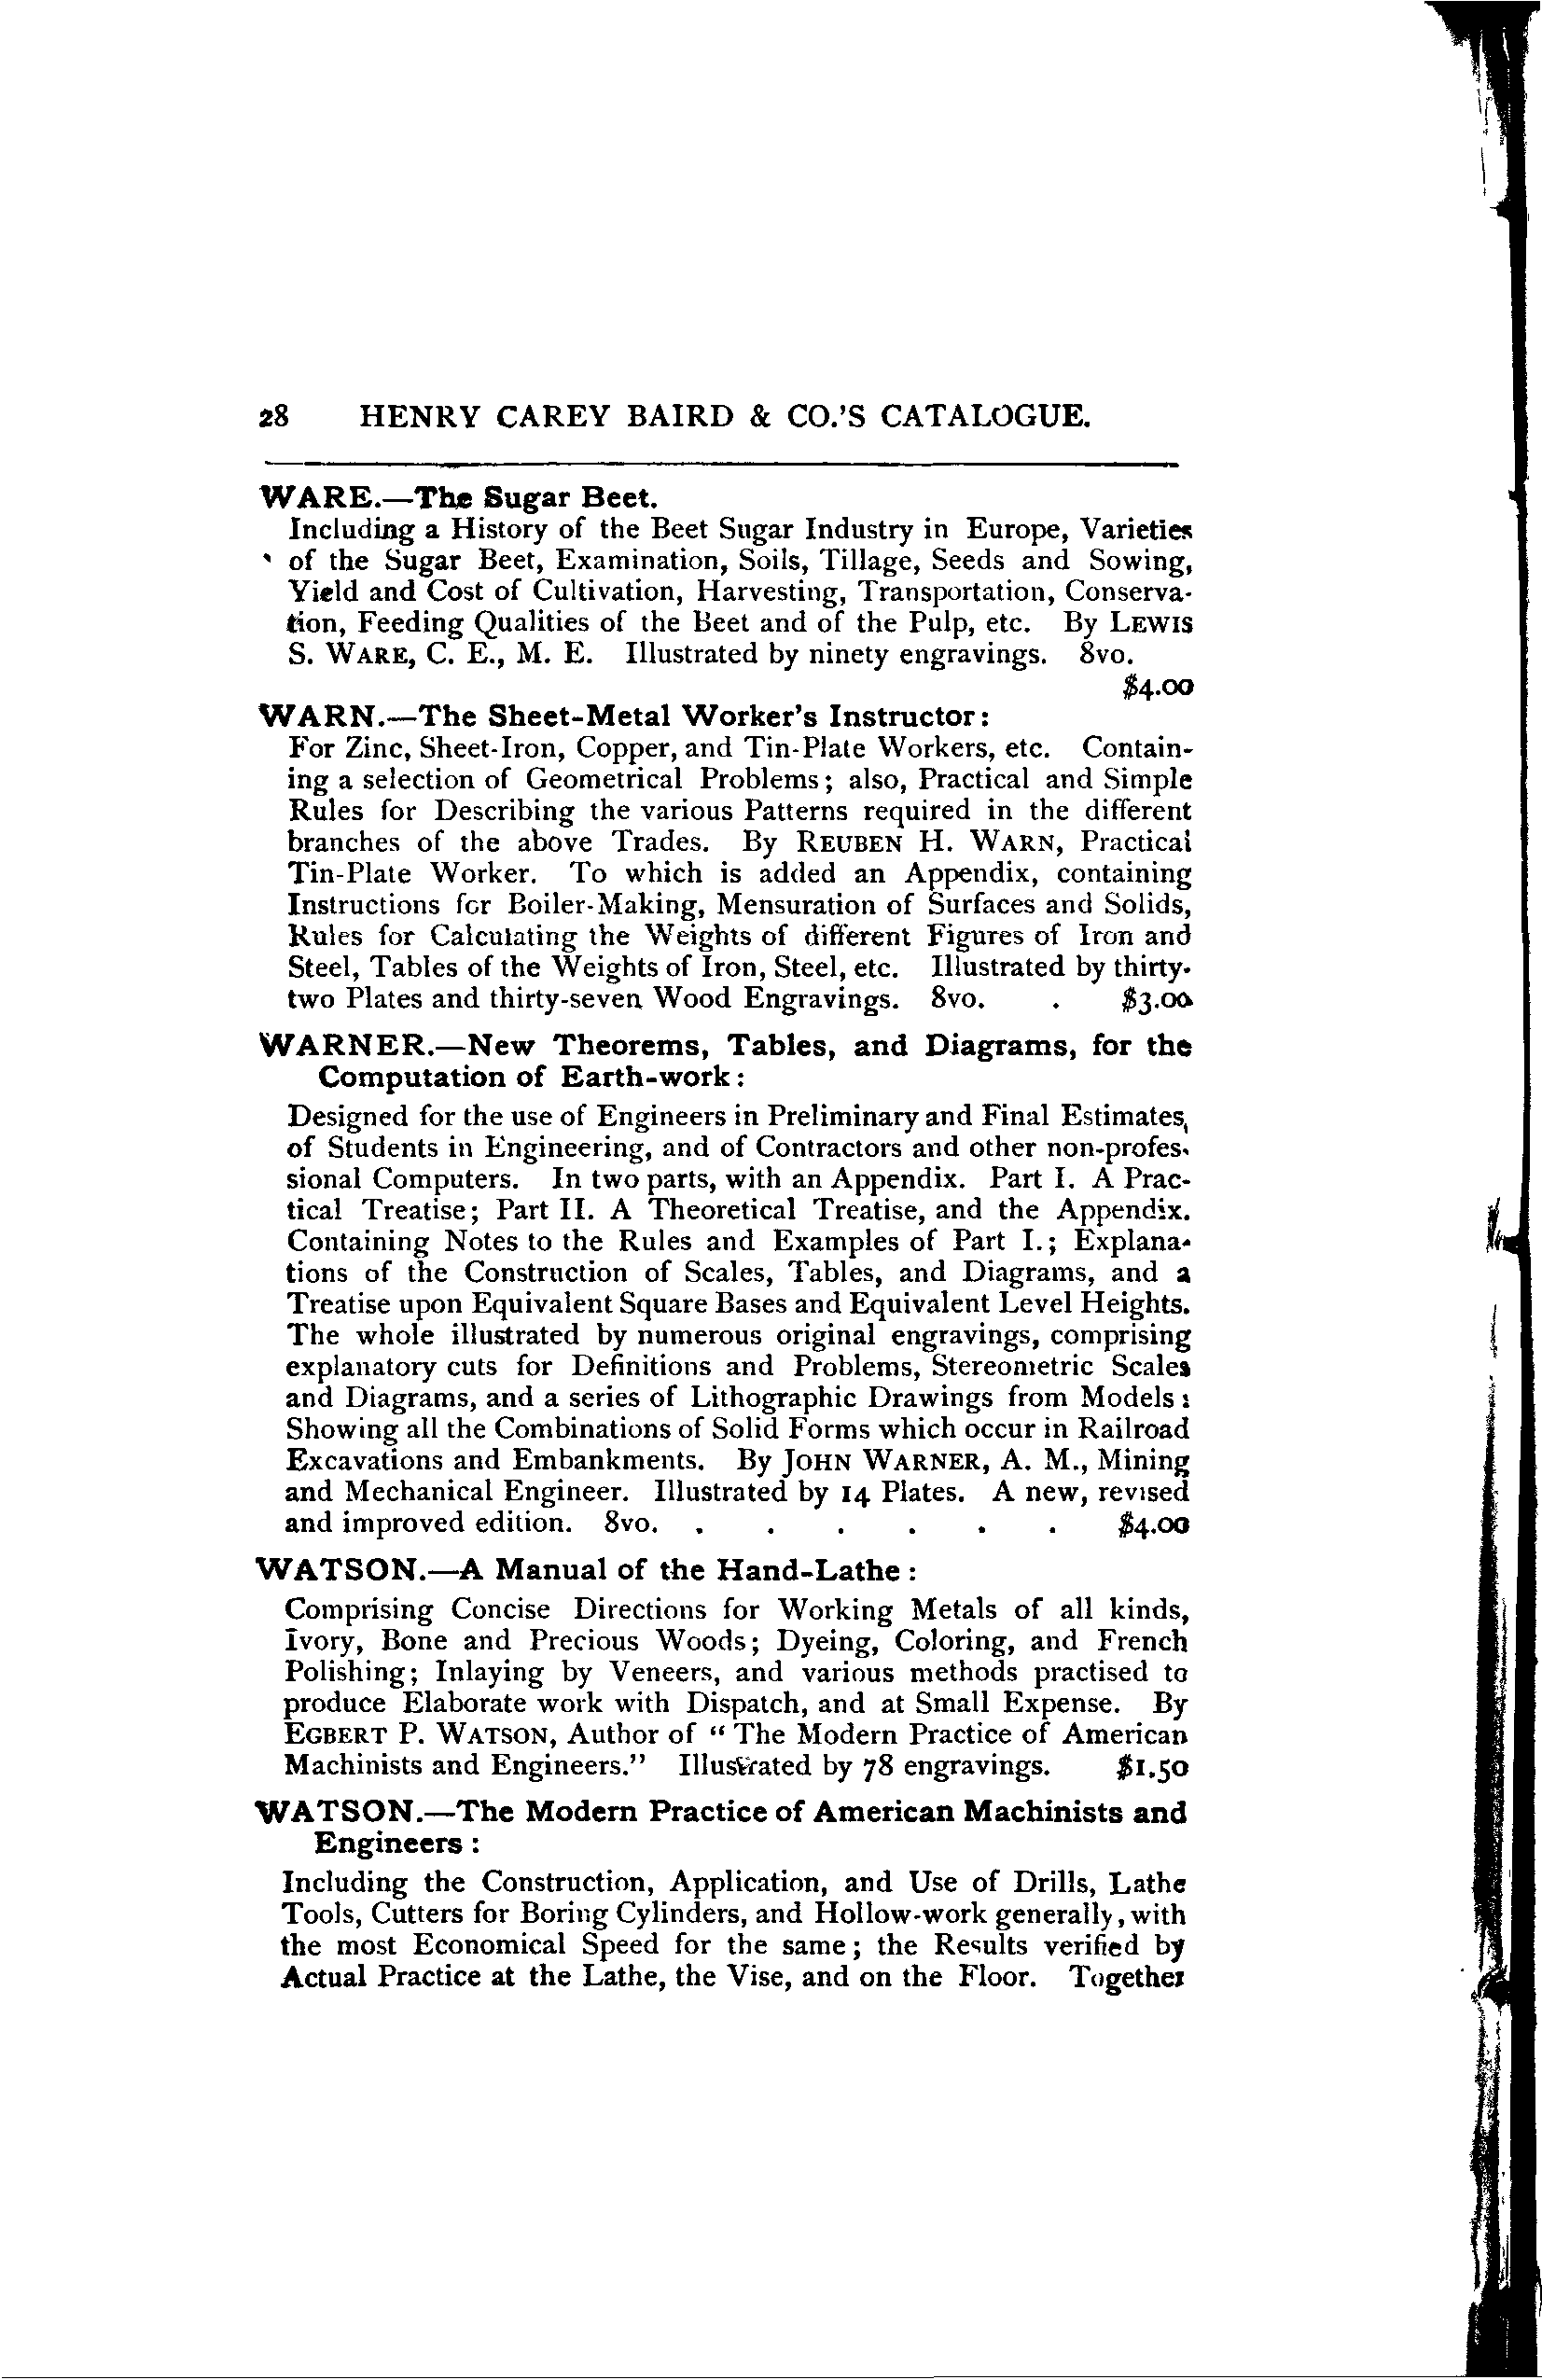 28 HENRY CAREY BAIRD & CO.'S CATALOGUE.
WARE.—The Sugar Beet.
Including a History of the Beet Sugar Industry in Europe, Varieties
of the Sugar Beet, Examination, Soils, Tillage, Seeds and Sowing,
Yield and Cost of Cultivation, Harvesting, Transportation, Conserva-
tion, Feeding Qualities of the Beet and of the Pulp, etc. By LEWIS
S. WARE, C. E., M. E. Illustrated by ninety engravings. 8vo.
$4.00
WARN.—The Sheet-Metal Worker's Instructor:
For Zinc, Sheet-Iron, Copper, and Tin-Plate Workers, etc. Contain-
ing a selection of Geometrical Problems; also, Practical and Simple
Rules for Describing the various Patterns required in the different
branches of the above Trades. By REUBEN H. WARN, Practical
Tin-Plate Worker. To which is added an Appendix, containing
Instructions for Boiler-Making, Mensuration of Surfaces and Solids,
Rules for Calculating the Weights of different Figures of Iron and
Steel, Tables of the Weights of Iron, Steel, etc. Illustrated by thirty-
two Plates and thirty-seven Wood Engravings. 8vo. . $3.00
WARNER.—New Theorems, Tables, and Diagrams, for the
Computation of Earth-work:
Designed for the use of Engineers in Preliminary and Final Estimates,
of Students in Engineering, and of Contractors and other non-profes-
sional Computers. In two parts, with an Appendix. Part I. A Prac-
tical Treatise; Part II. A Theoretical Treatise, and the Appendix.
Containing Notes to the Rules and Examples of Part I.; Explana-
tions of the Construction of Scales, Tables, and Diagrams, and a
Treatise upon Equivalent Square Bases and Equivalent Level Heights.
The whole illustrated by numerous original engravings, comprising
explanatory cuts for Definitions and Problems, Stereometric Scales
and Diagrams, and a series of Lithographic Drawings from Models:
Showing all the Combinations of Solid Forms which occur in Railroad
Excavations and Embankments. By JOHN WARNER, A. M., Mining
and Mechanical Engineer. Illustrated by 14 Plates. A new, revised
and improved edition. 8vo. . . . . . . $4.00
WATSON.—A Manual of the Hand-Lathe:
Comprising Concise Directions for Working Metals of all kinds,
Ivory, Bone and Precious Woods; Dyeing, Coloring, and French
Polishing; Inlaying by Veneers, and various methods practised to
produce Elaborate work with Dispatch, and at Small Expense. By
EGBERT P. WATSON, Author of "The Modern Practice of American
Machinists and Engineers." Illustrated by 78 engravings. $1.50
WATSON.—The Modern Practice of American Machinists and
Engineers:
Including the Construction, Application, and Use of Drills, Lathe
Tools, Cutters for Boring Cylinders, and Hollow-work generally, with
the most Economical Speed for the same; the Results verified by
Actual Practice at the Lathe, the Vise, and on the Floor. Together